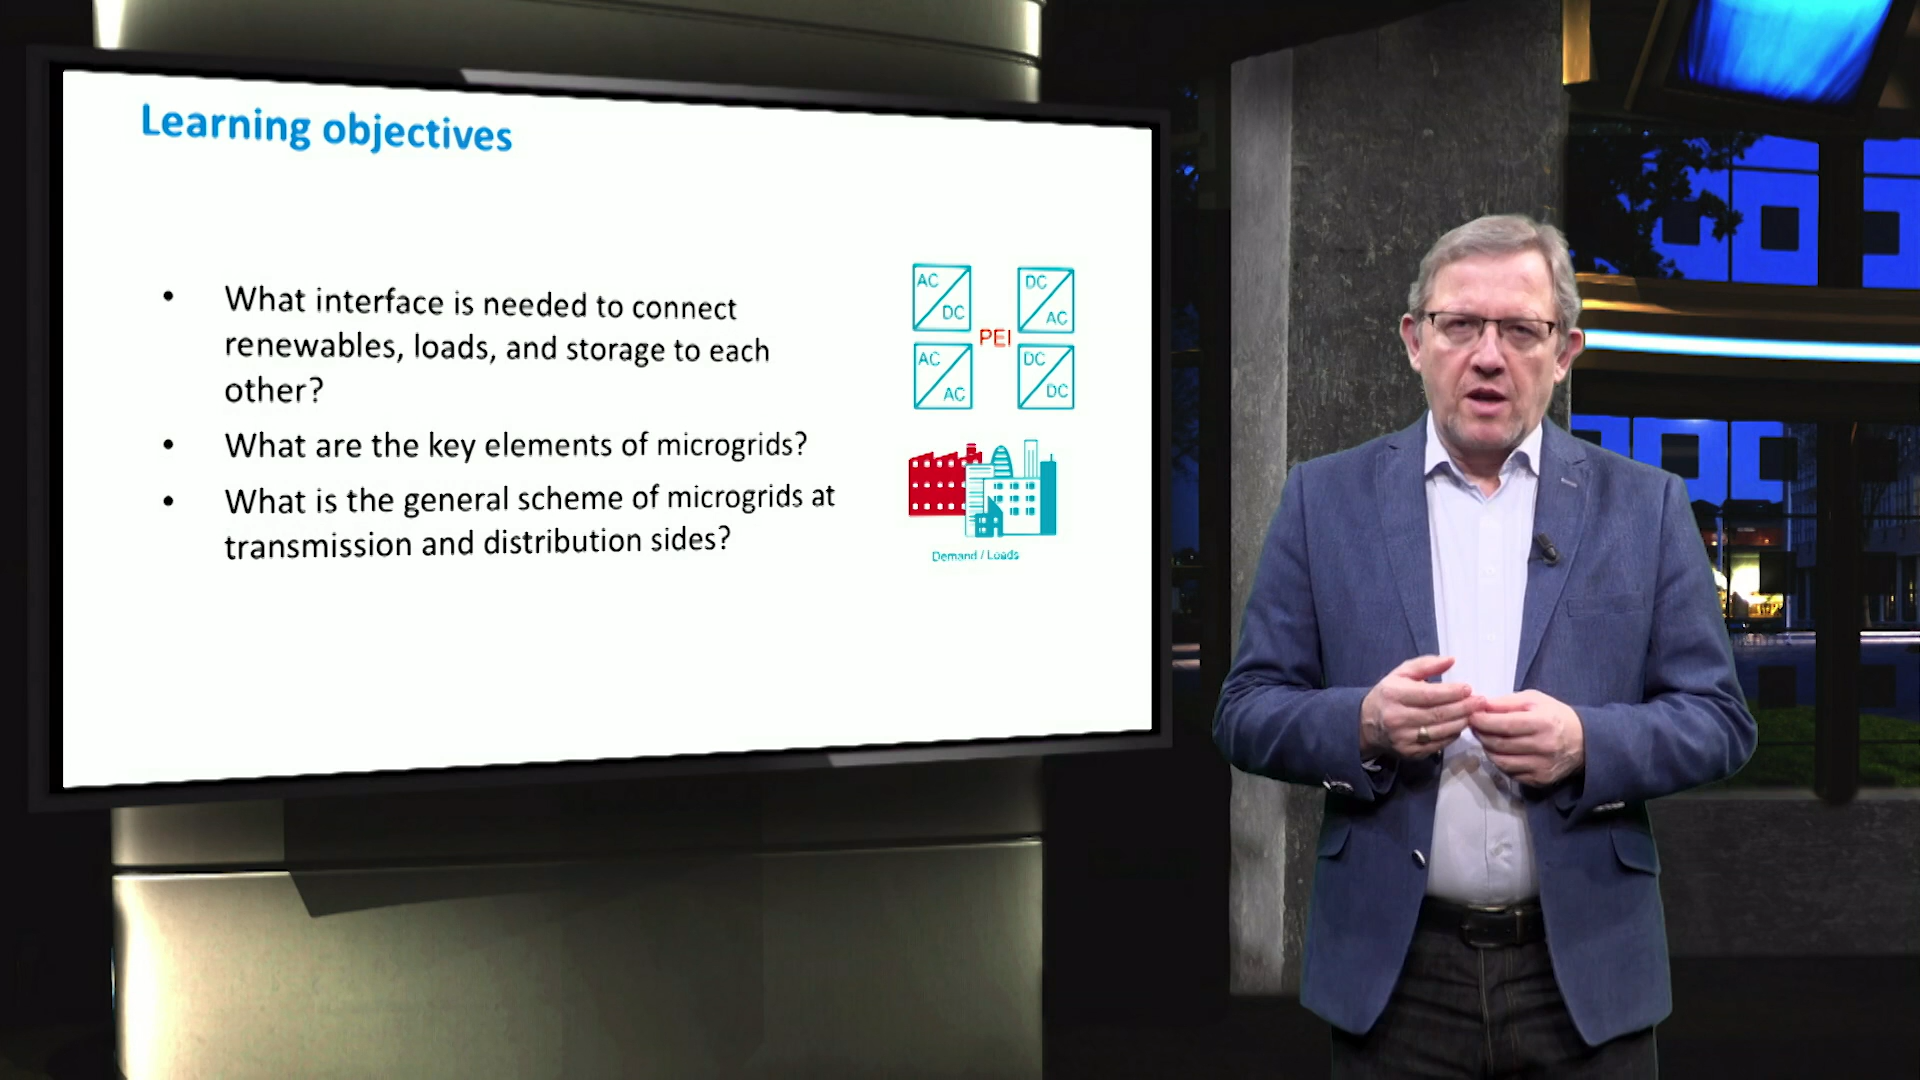 Learning objectives
• What interface is needed to connect
renewables, loads, and storage to each
other?
• What are the key elements of microgrids?
• What is the general scheme of microgrids at
transmission and distribution sides?
AC
DC
DC
AC
PEI
AC
AC
DC
DC
Demand / Loads